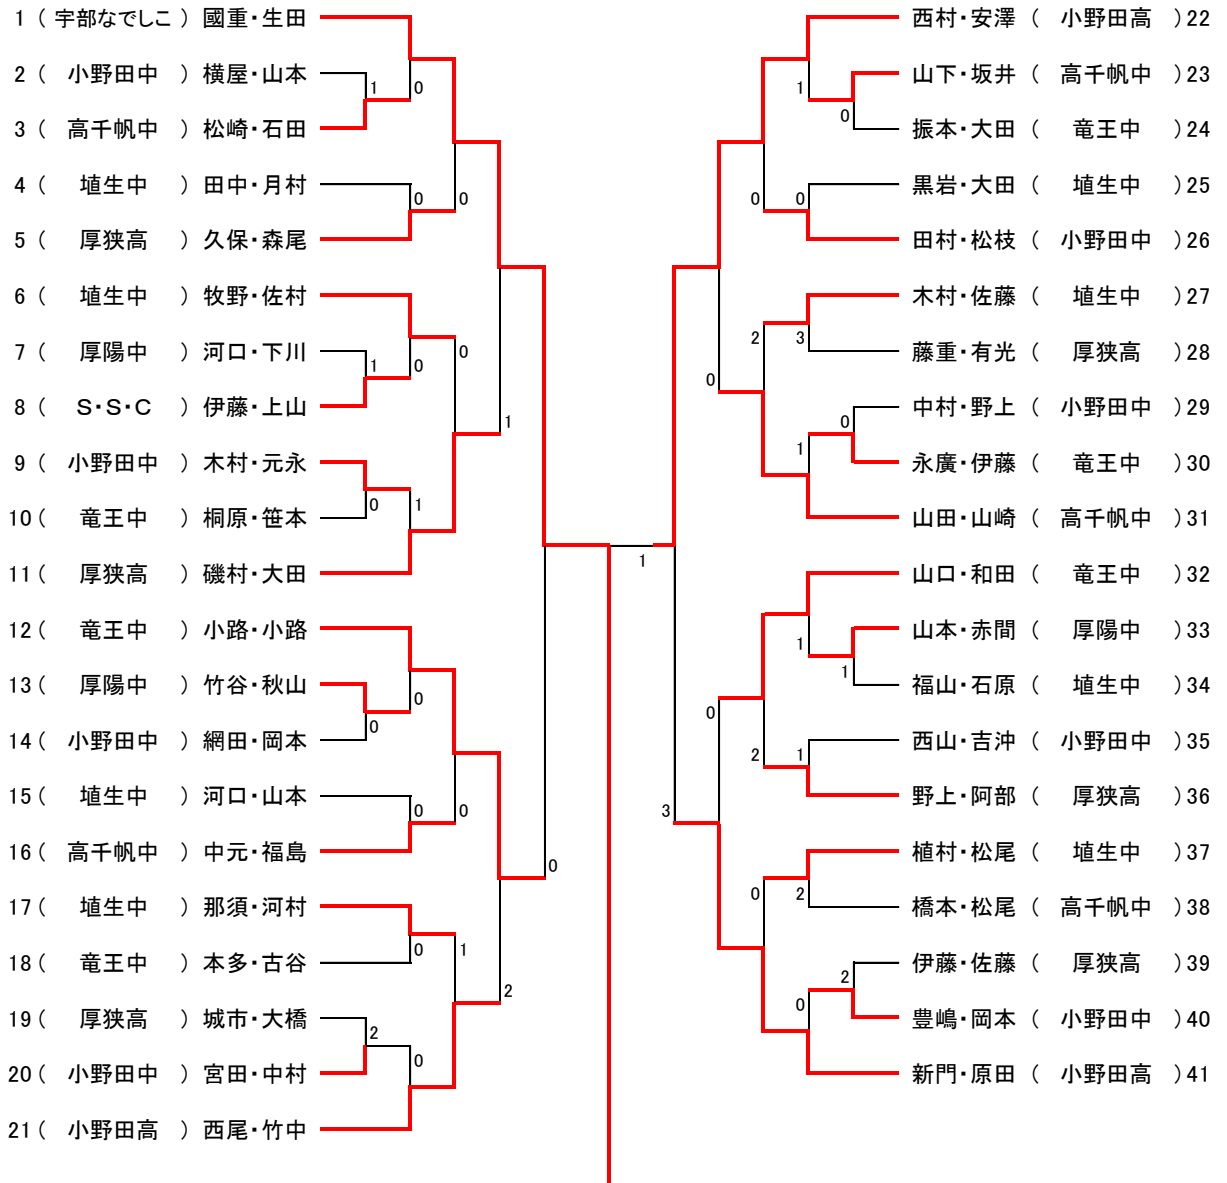 1 （ 宇部なでしこ ） 國重・生田
2 （ 小野田中 ） 横屋・山本
1
0
3 （ 高千帆中 ） 松崎・石田
4 （ 埴生中 ） 田中・月村
0
0
5 （ 厚狭高 ） 久保・森尾
6 （ 埴生中 ） 牧野・佐村
7 （ 厚陽中 ） 河口・下川
1
0
0
8 （ S・S・C ） 伊藤・上山
1
9 （ 小野田中 ） 木村・元永
0
1
10 （ 竜王中 ） 桐原・笹本
11 （ 厚狭高 ） 磯村・大田
12 （ 竜王中 ） 小路・小路
13 （ 厚陽中 ） 竹谷・秋山
0
0
14 （ 小野田中 ） 網田・岡本
15 （ 埴生中 ） 河口・山本
0
0
16 （ 高千帆中 ） 中元・福島
0
17 （ 埴生中 ） 那須・河村
0
1
18 （ 竜王中 ） 本多・古谷
2
19 （ 厚狭高 ） 城市・大橋
2
0
20 （ 小野田中 ） 宮田・中村
21 （ 小野田高 ） 西尾・竹中
1
西村・安澤 （ 小野田高 ）22
1
山下・坂井 （ 高千帆中 ）23
0
振本・大田 （ 竜王中 ）24
黒岩・大田 （ 埴生中 ）25
0
0
田村・松枝 （ 小野田中 ）26
木村・佐藤 （ 埴生中 ）27
2
3
藤重・有光 （ 厚狭高 ）28
0
中村・野上 （ 小野田中 ）29
0
1
永廣・伊藤 （ 竜王中 ）30
山田・山崎 （ 高千帆中 ）31
山口・和田 （ 竜王中 ）32
山本・赤間 （ 厚陽中 ）33
1
1
福山・石原 （ 埴生中 ）34
0
西山・吉沖 （ 小野田中 ）35
2
1
野上・阿部 （ 厚狭高 ）36
3
植村・松尾 （ 埴生中 ）37
0
2
橋本・松尾 （ 高千帆中 ）38
伊藤・佐藤 （ 厚狭高 ）39
2
0
豊嶋・岡本 （ 小野田中 ）40
新門・原田 （ 小野田高 ）41